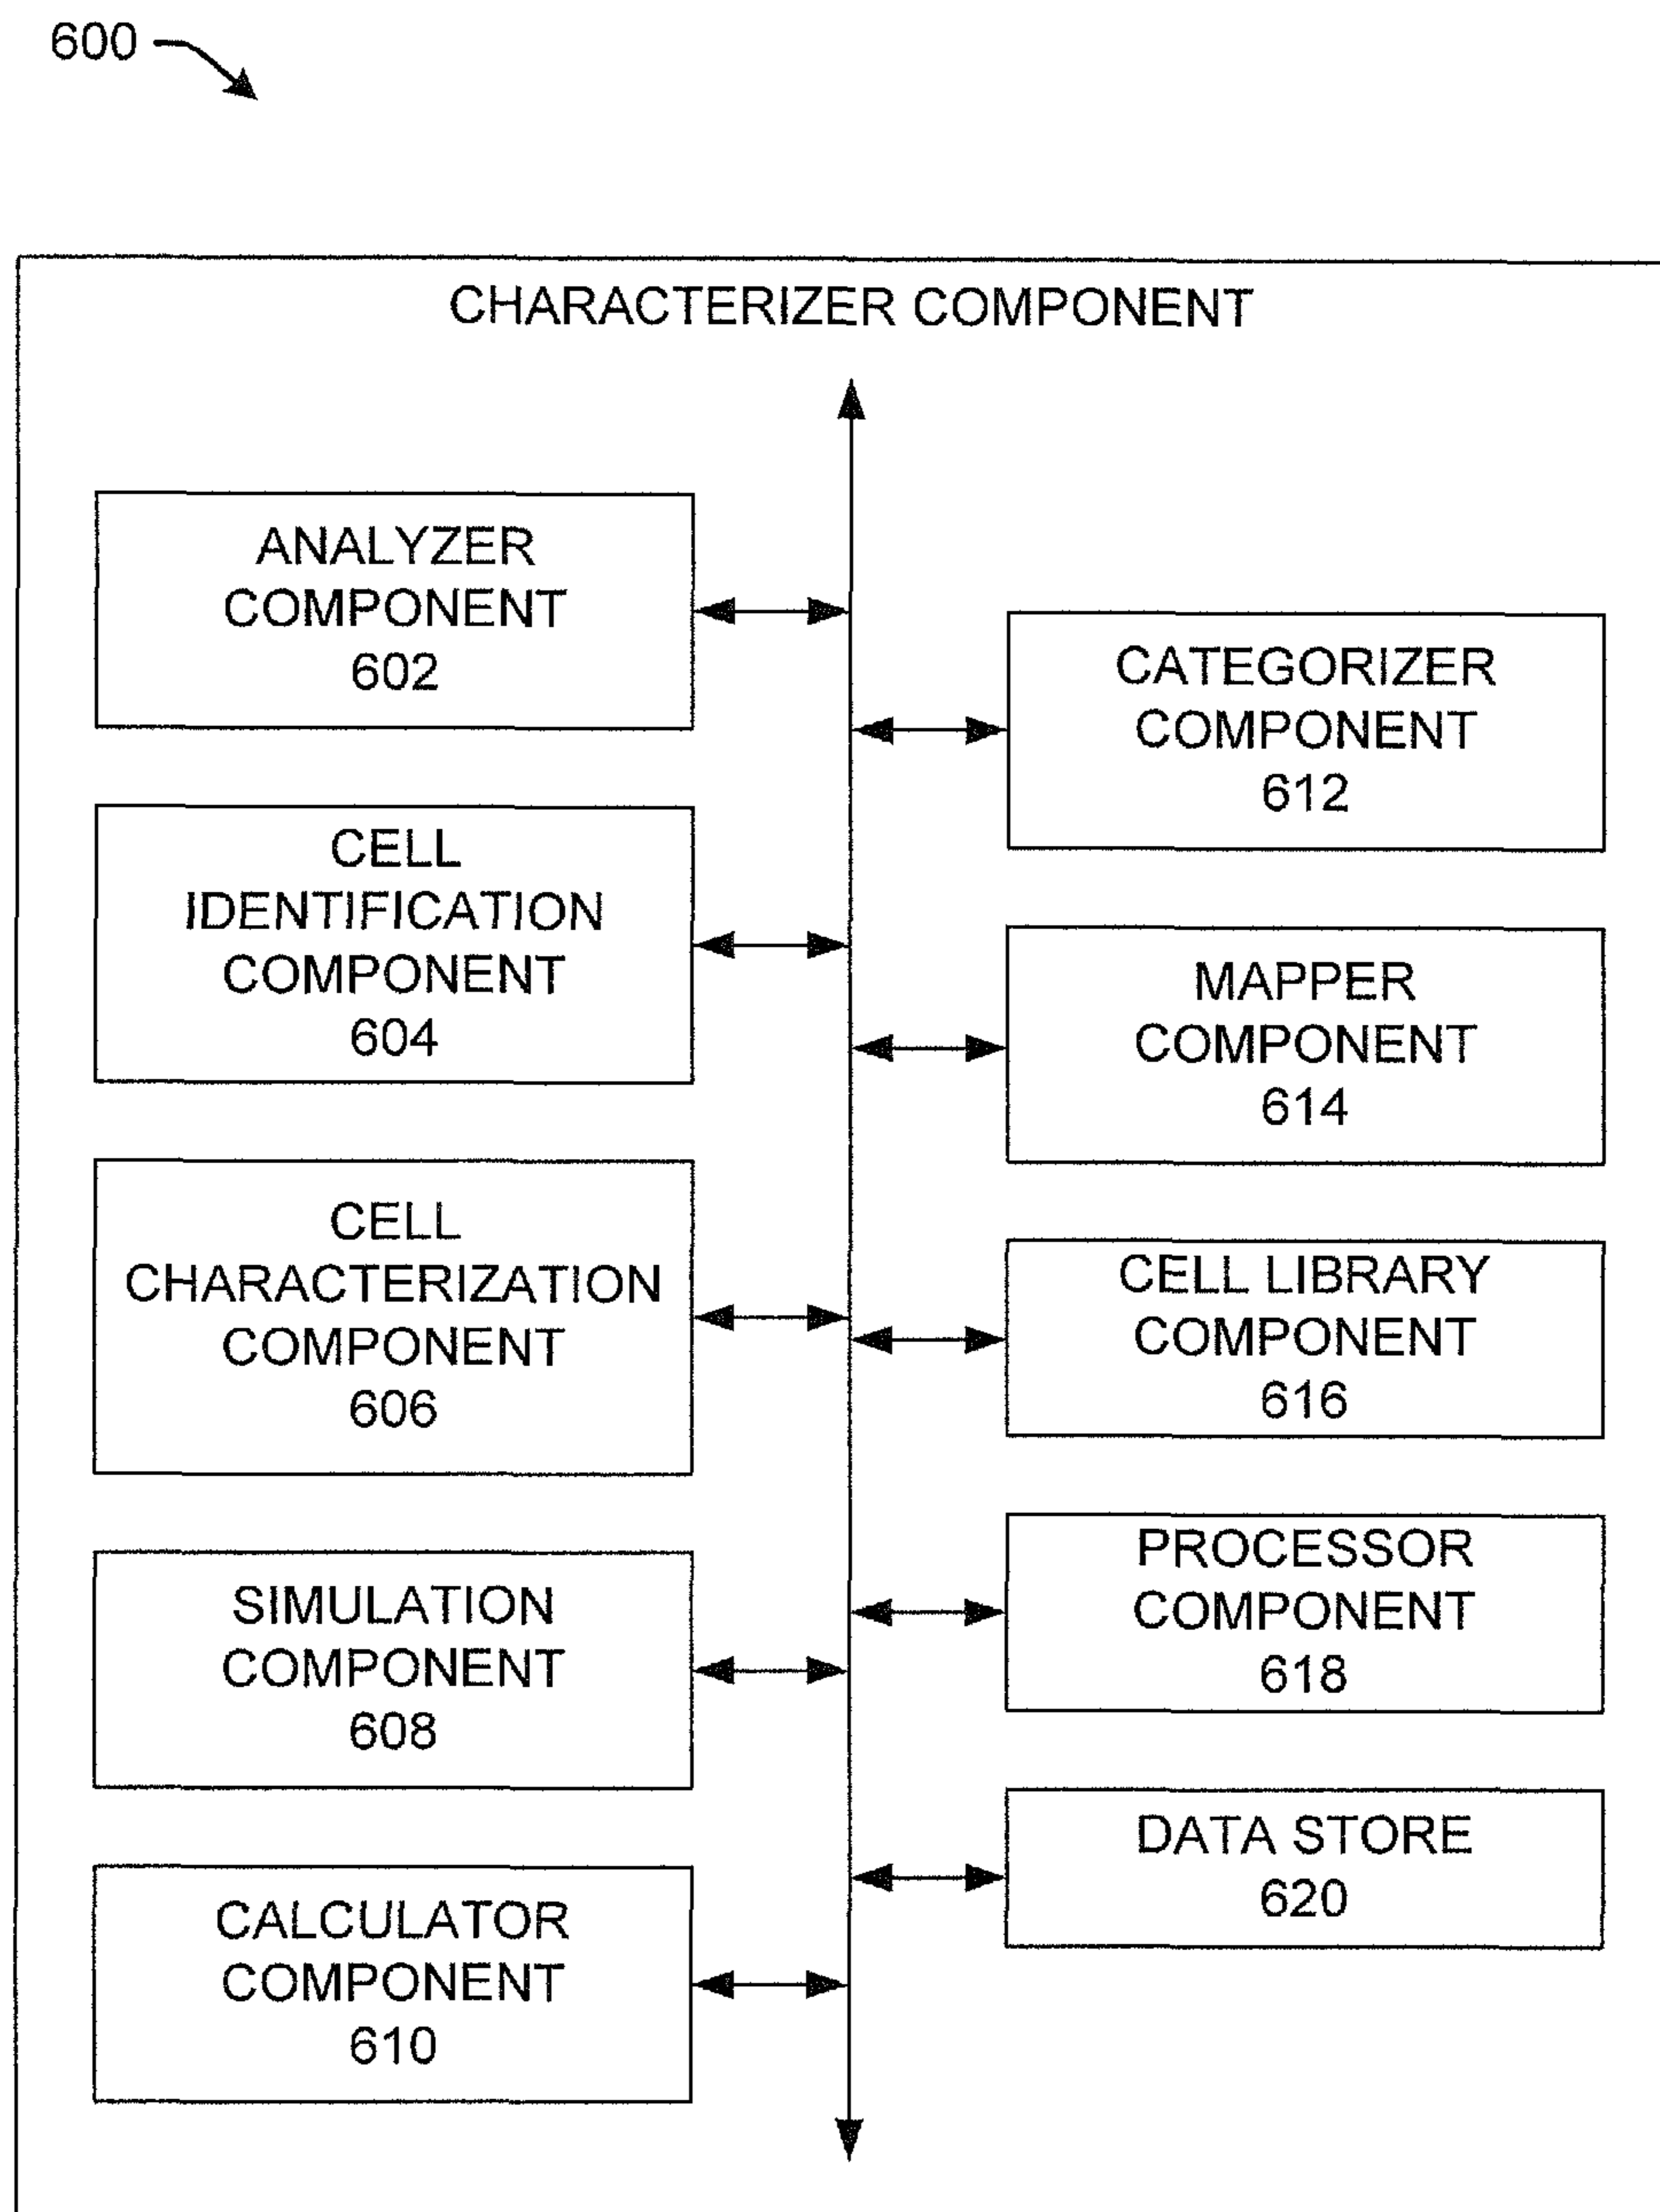 600
CHARACTERIZER COMPONENT
ANALYZER
COMPONENT
602
CELL
IDENTIFICATION
COMPONENT
604
CELL
CHARACTERIZATION
COMPONENT
606
SIMULATION
COMPONENT
608
CALCULATOR
COMPONENT
610
CATEGORIZER
COMPONENT
612
MAPPER
COMPONENT
614
CELL LIBRARY
COMPONENT
616
PROCESSOR
COMPONENT
618
DATA STORE
620